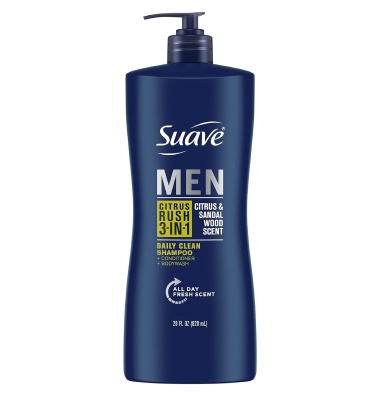 Suave®
MEN
CITRUS
RUSH
3-IN-1
CITRUS &
SANDAL
WOOD
SCENT
DAILY CLEAN
SHAMPOO
+ CONDITIONER
+ BODYWASH
ALL DAY
FRESH SCENT
28 FL OZ (828 mL)